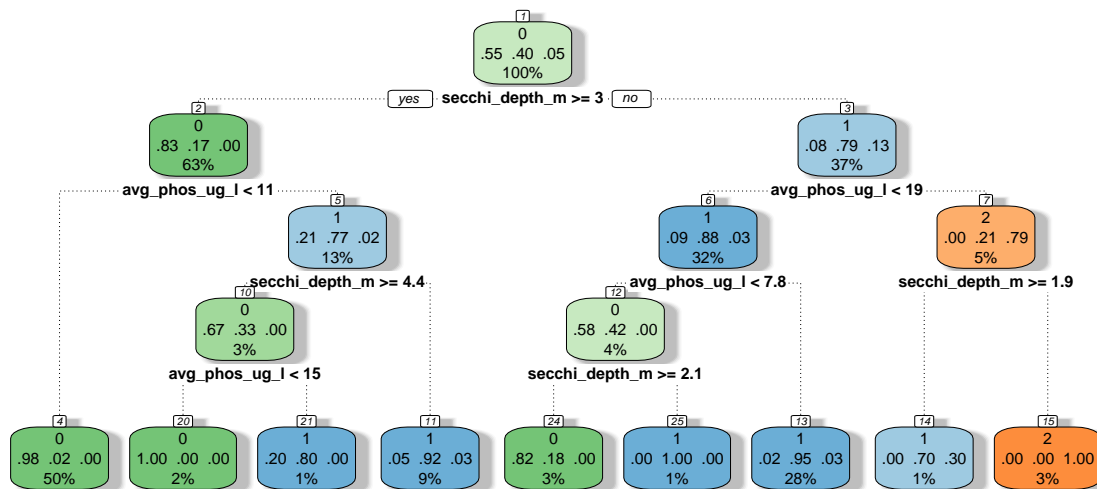 1
0
.55 .40 .05
100%
yes secchi_depth_m >= 3 no
2
0
.83 .17 .00
63%
avg_phos_ug_l < 11
3
1
.08 .79 .13
37%
avg_phos_ug_l < 19
5
1
.21 .77 .02
13%
secchi_depth_m >= 4.4
6
1
.09 .88 .03
32%
avg_phos_ug_l < 7.8
7
2
.00 .21 .79
5%
secchi_depth_m >= 1.9
10
0
.67 .33 .00
3%
avg_phos_ug_l < 15
12
0
.58 .42 .00
4%
secchi_depth_m >= 2.1
4
0
.98 .02 .00
50%
20
0
1.00 .00 .00
2%
21
1
.20 .80 .00
1%
11
1
.05 .92 .03
9%
24
0
.82 .18 .00
3%
25
1
.00 1.00 .00
1%
13
1
.02 .95 .03
28%
14
1
.00 .70 .30
1%
15
2
.00 .00 1.00
3%